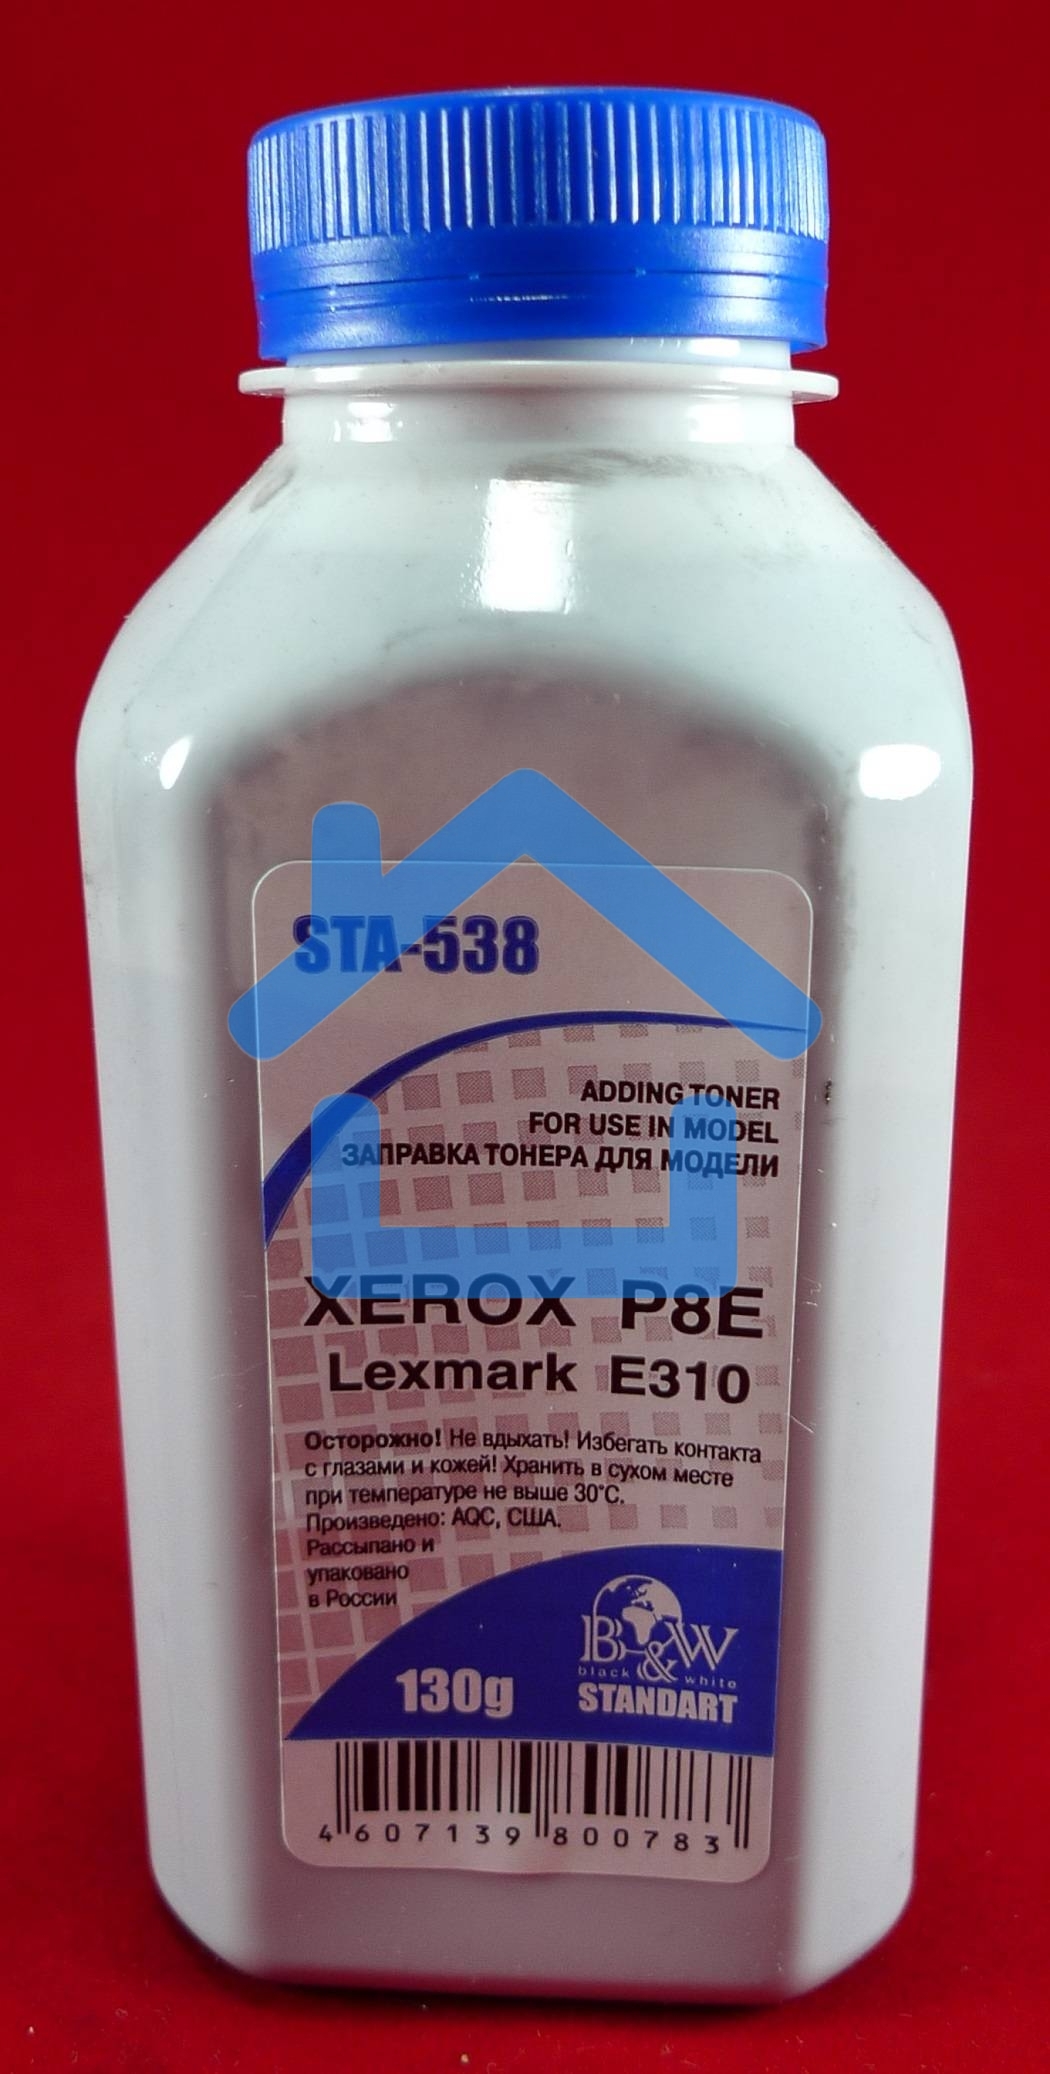 STA-538
ADDING TONER
FOR USE IN MODEL
ЗАПРАВКА ТОНЕРА ДЛЯ МОДЕЛИ
XEROX P8E
Lexmark E310
Осторожно! Не вдыхать! Избегать контакта
с глазами и кожей! Хранить в сухом месте
при температуре не выше 30°С.
Произведено: AQC, США.
Рассыпано и
упаковано
в России
130g
B&W
black & white
STANDART
4 607139 800783